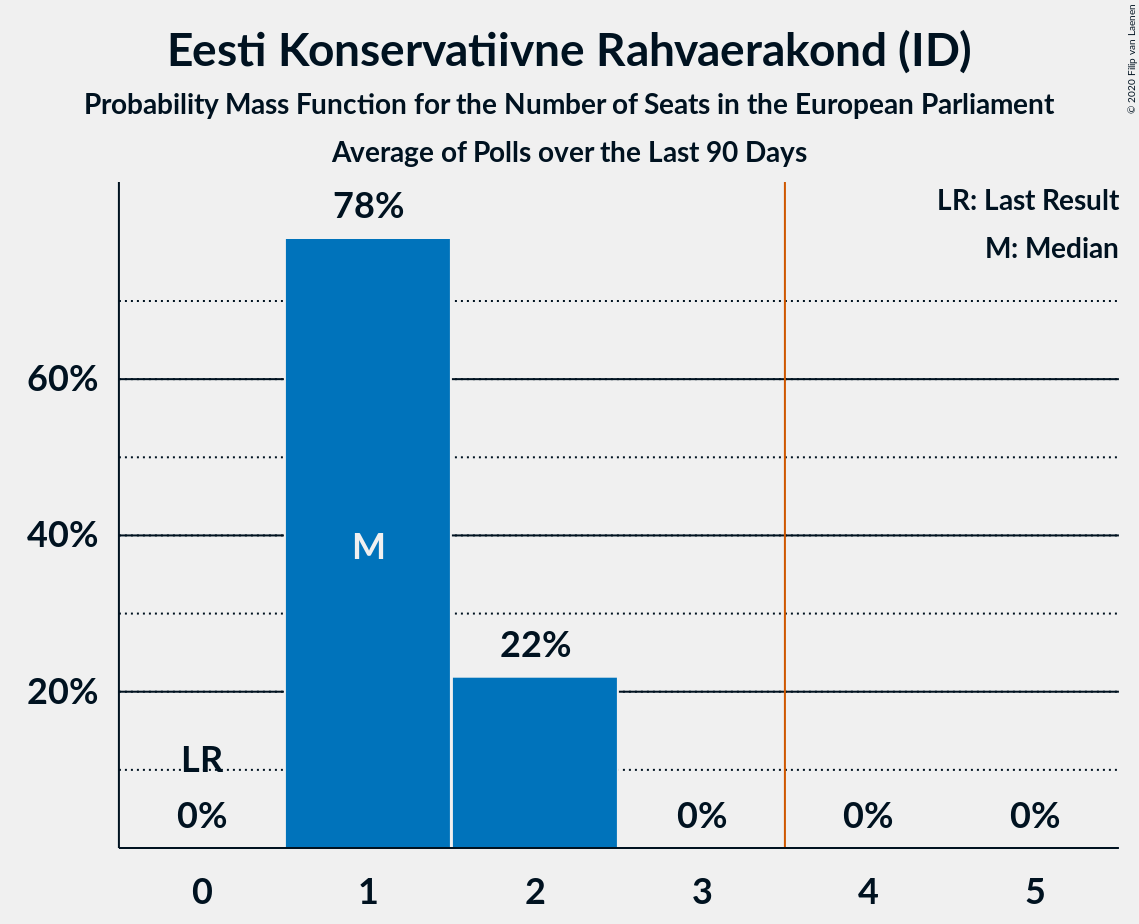 Eesti Konservatiivne Rahvaerakond (ID)
Probability Mass Function for the Number of Seats in the European Parliament
Average of Polls over the Last 90 Days
© 2020 Filip van Laenen
LR: Last Result
M: Median
78%
60%
40%
M
22%
20%
LR
0%
0%
0%
0%
0
1
2
3
4
5